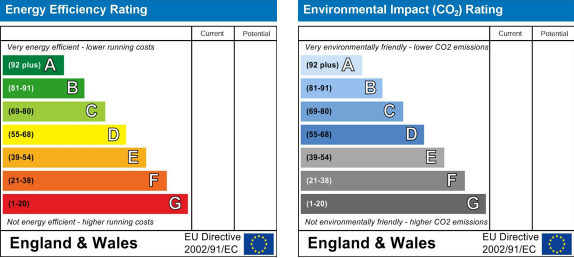 Energy Efficiency Rating
Current Potential
Very energy efficient - lower running costs
(92 plus) A
(81-91) B
(69-80) C
(55-68) D
(39-54) E
(21-38) F
(1-20) G
Not energy efficient - higher running costs
England & Wales
EU Directive
2002/91/EC
Environmental Impact (CO₂) Rating
Current Potential
Very environmentally friendly - lower CO2 emissions
(92 plus) A
(81-91) B
(69-80) C
(55-68) D
(39-54) E
(21-38) F
(1-20) G
Not environmentally friendly - higher CO2 emissions
England & Wales
EU Directive
2002/91/EC